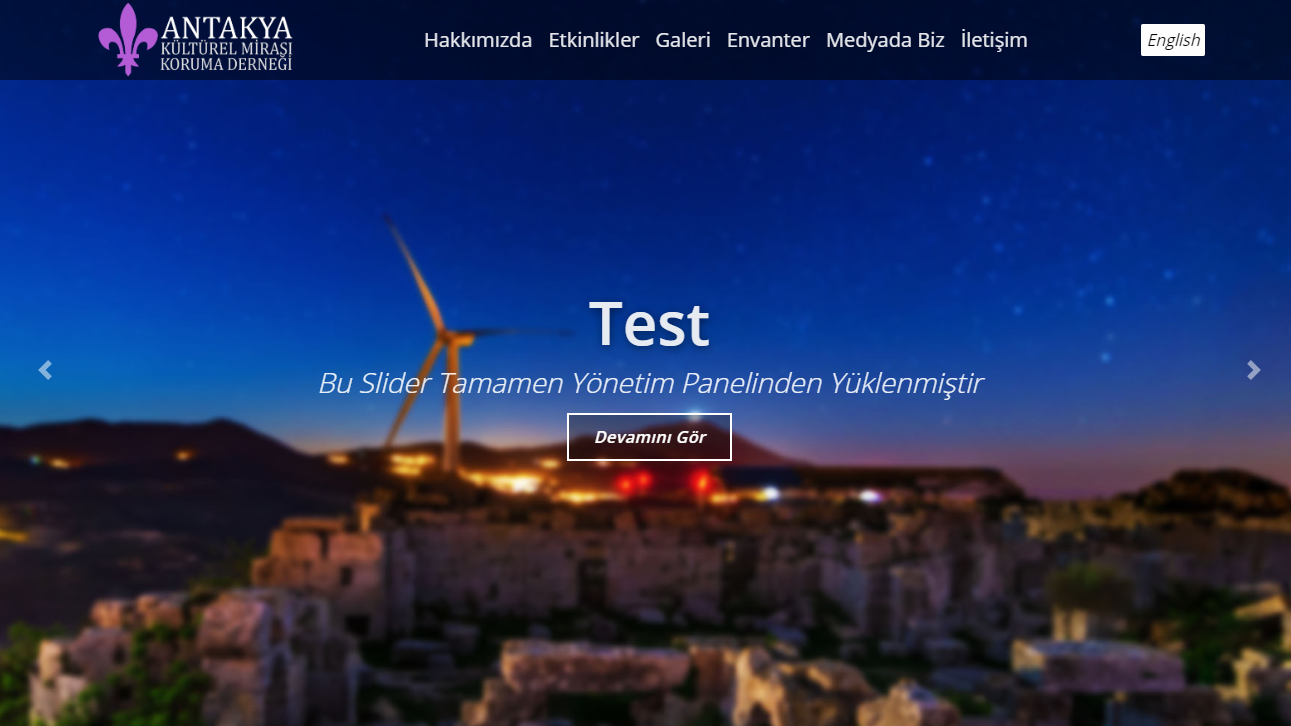 ANTAKYA
KÜLTÜREL MİRASI
KORUMA DERNEĞİ
Hakkımızda Etkinlikler Galeri Envanter Medyada Biz İletişim
English
Test
Bu Slider Tamamen Yönetim Panelinden Yüklenmiştir
Devamını Gör